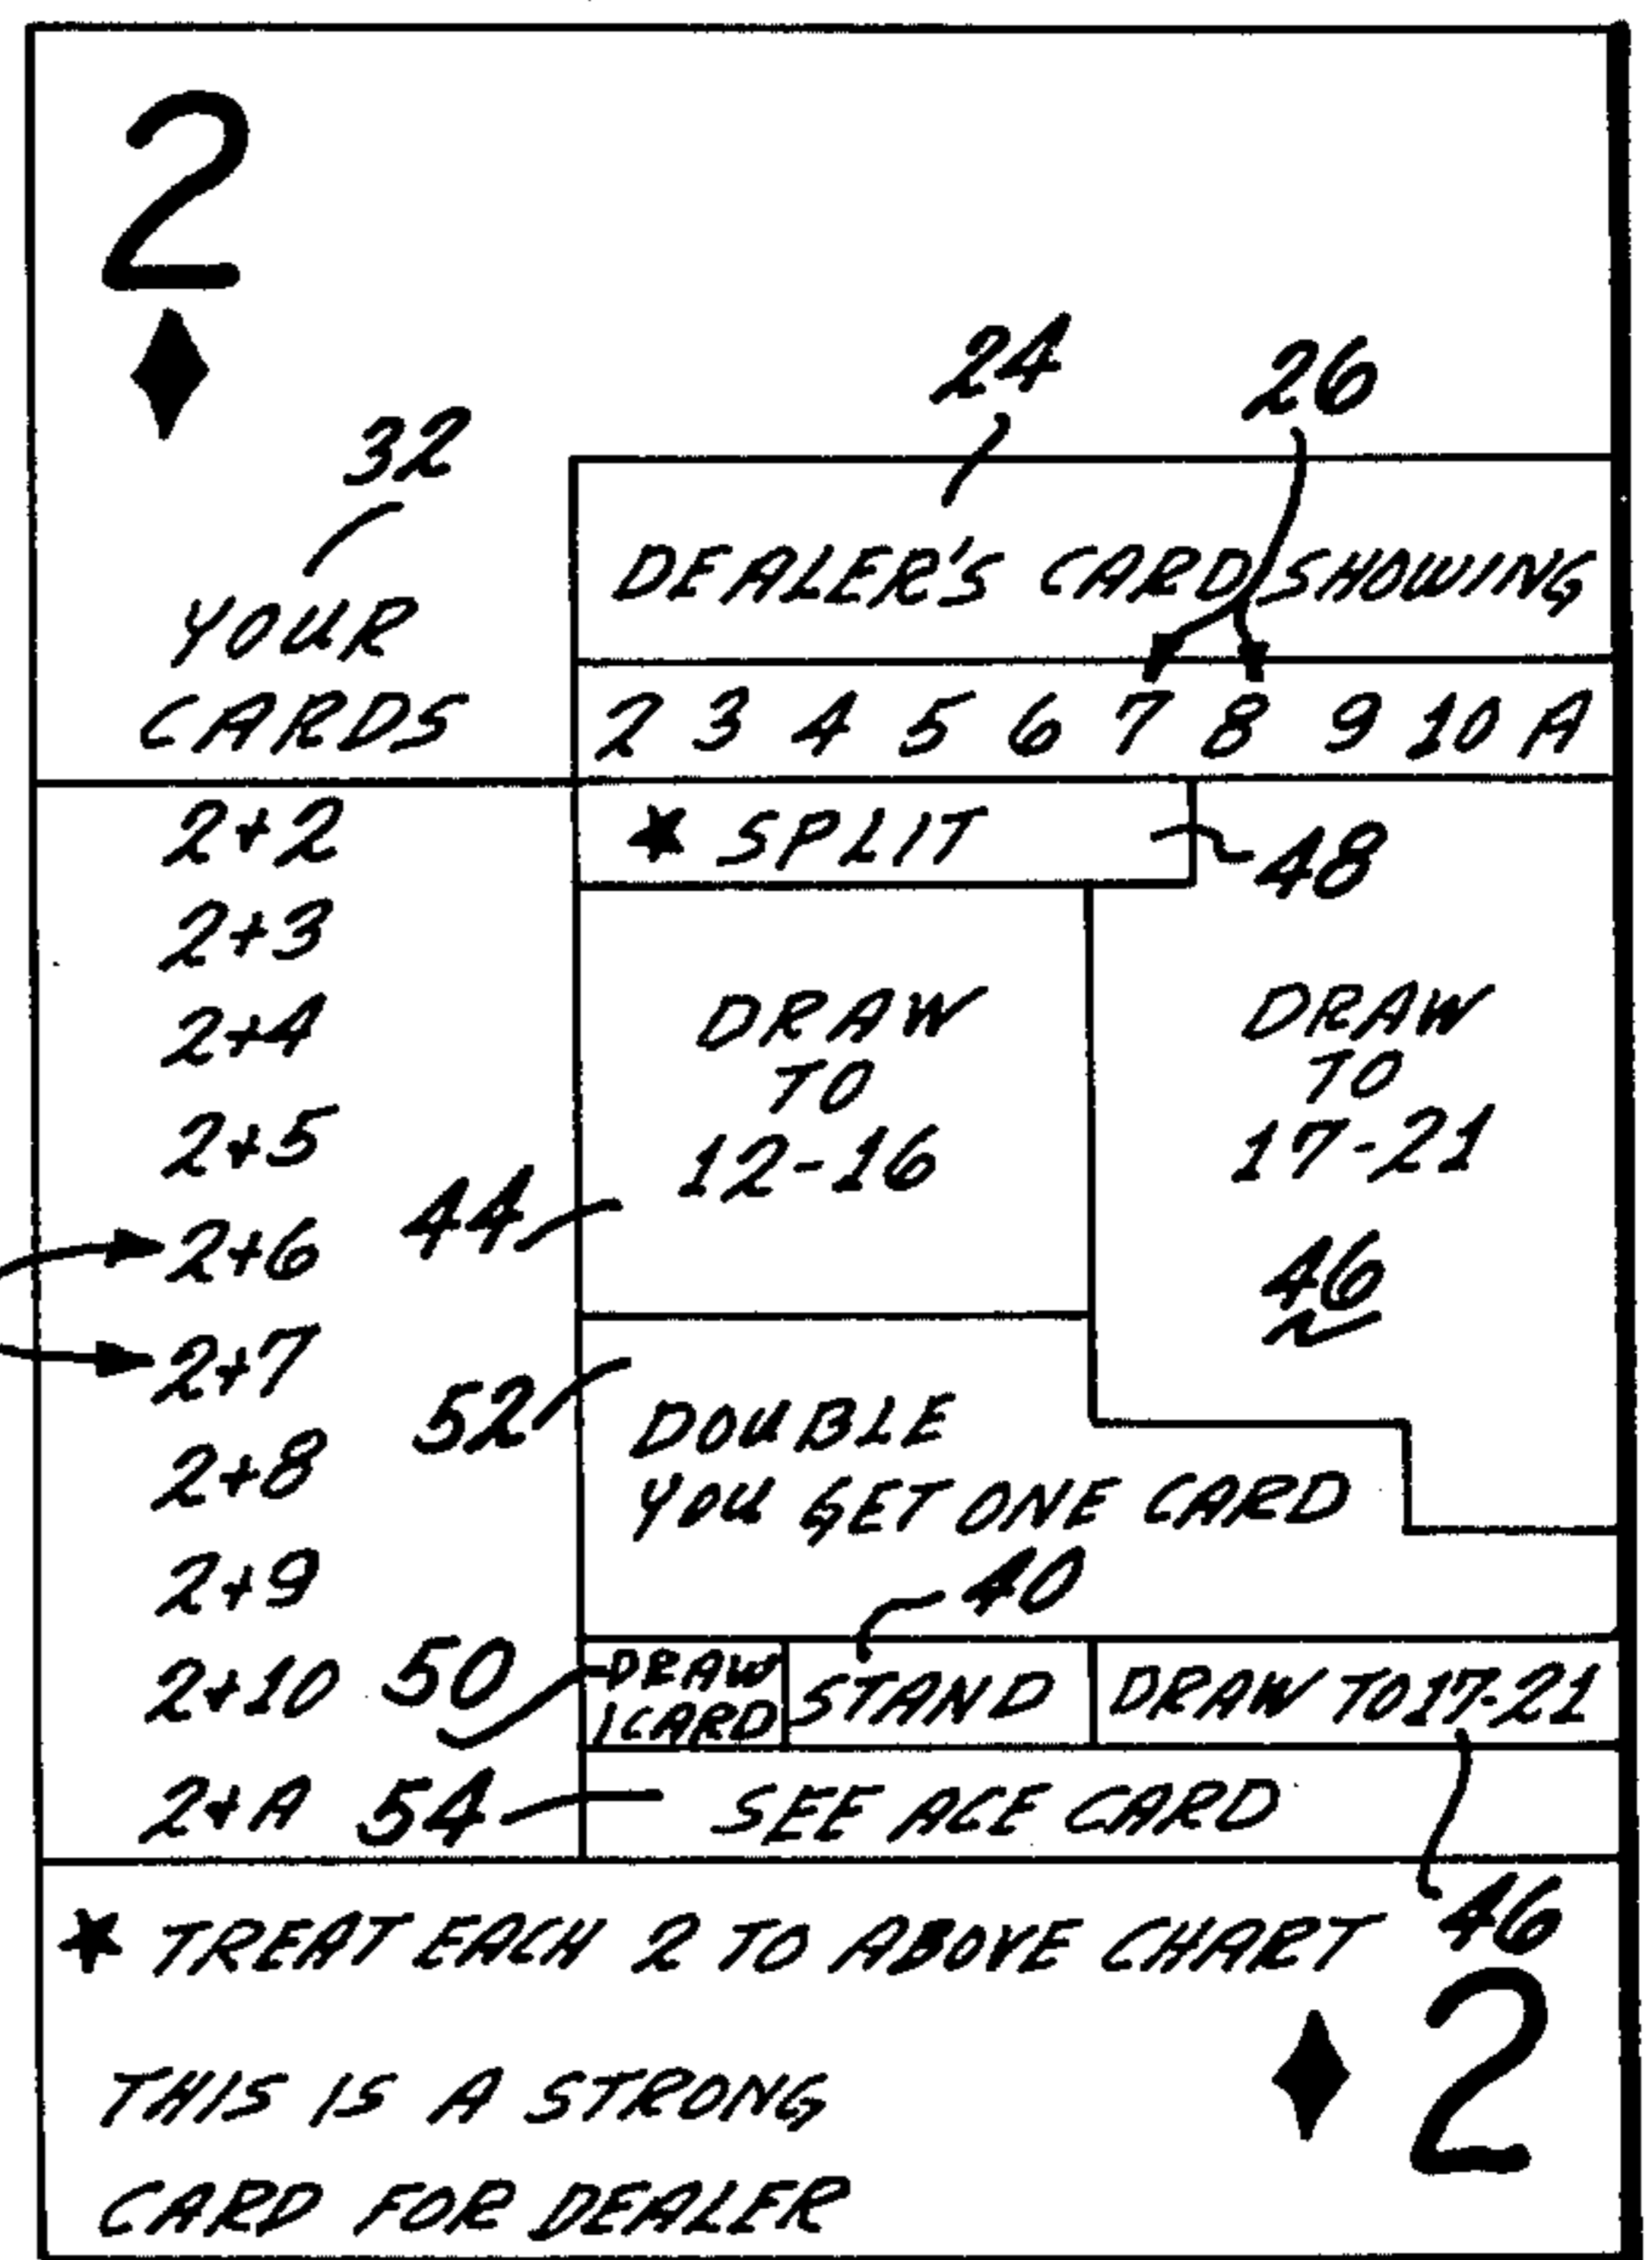 2
24 26
32
DEALER'S CARD SHOWING
YOUR
CARDS
2 3 4 5 6 7 8 9 10 A
2+2 * SPLIT 48
2+3
2+4 DRAW DRAW
TO TO
2+5 12-16 17-21
2+6 44 46
2+7
52 DOUBLE
2+8 YOU GET ONE CARD
2+9 40
2+10 50 DRAW STAND DRAW TO 17-21
1 CARD
2+A 54 SEE ACE CARD
* TREAT EACH 2 TO ABOVE CHART 46
THIS IS A STRONG
CARD FOR DEALER
2